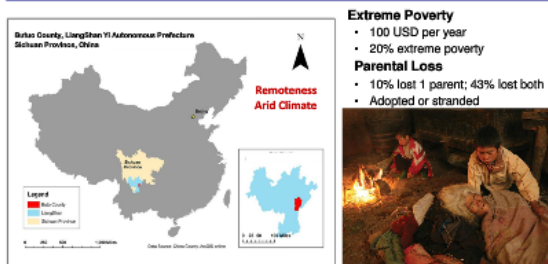 Butuo County, LiangShan Yi Autonomous Prefecture
Sichuan Province, China
N
Remoteness
Arid Climate
Beijing
Sichuan
Province
Legend
Butuo County
LiangShan
Sichuan Province
Extreme Poverty
• 100 USD per year
• 20% extreme poverty
Parental Loss
• 10% lost 1 parent; 43% lost both
• Adopted or stranded